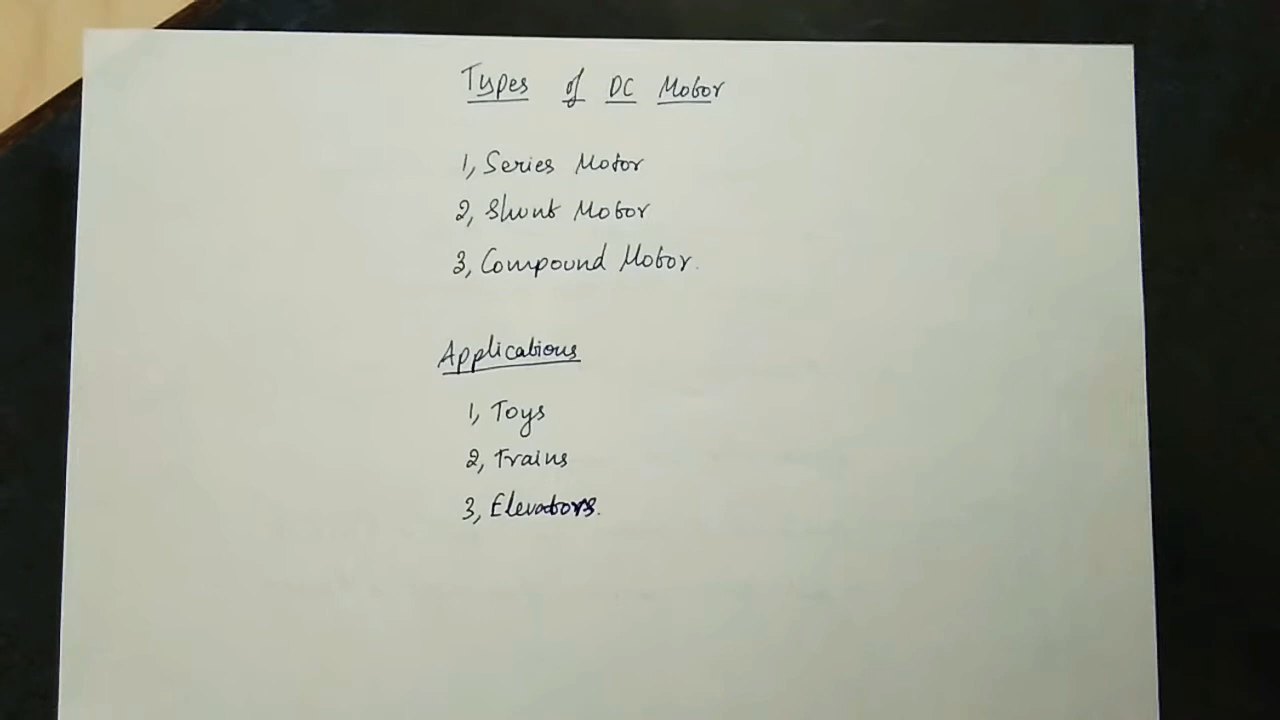 Types of DC Motor
1, Series Motor
2, Shunt Motor
3, Compound Motor.
Applications
1, Toys
2, Trains
3, Elevators.